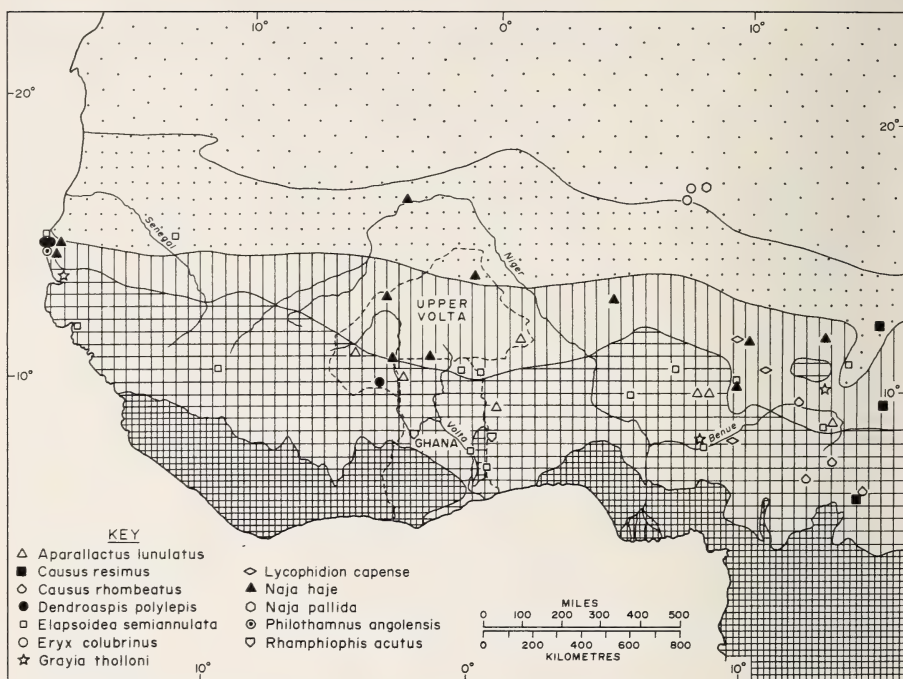 10°
0°
10°
20°
20°
Senegal
Niger
UPPER
VOLTA
10°
10°
Volta
GHANA
Benue
KEY
Aparallactus lunulatus
Causus resimus
Causus rhombeatus
Dendroaspis polylepis
Elapsoidea semiannulata
Eryx colubrinus
Grayia tholloni
Lycophidion capense
Naja haje
Naja pallida
Philothamnus angolensis
Rhamphiophis acutus
MILES
0 100 200 300 400 500
0 200 400 600 800
KILOMETRES
10°
0°
10°